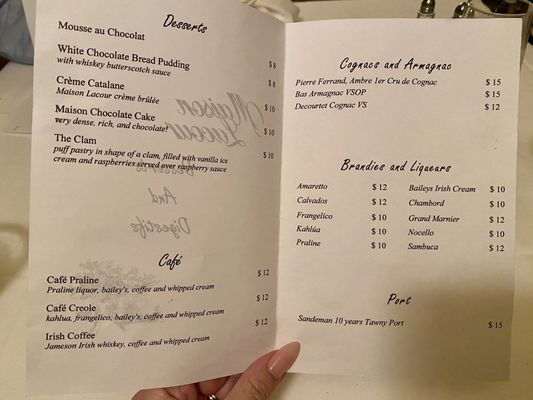 Desserts
Mousse au Chocolat $ 8
White Chocolate Bread Pudding $ 8
with whiskey butterscotch sauce
Crème Catalane $ 10
Maison Lacour crème brûlée
Maison Chocolate Cake $ 10
very dense, rich, and chocolate!
The Clam $ 10
puff pastry in shape of a clam, filled with vanilla ice
cream and raspberries served over raspberry sauce
Maison
Lacour
Desserts
And
Digestifs
Café
Café Praline $ 12
Praline liquor, bailey's, coffee and whipped cream
Café Creole $ 12
kahlua, frangelico, bailey's, coffee and whipped cream
Irish Coffee $ 12
Jameson Irish whiskey, coffee and whipped cream
Cognacs and Armagnac
Pierre Ferrand, Ambre 1er Cru de Cognac $ 15
Bas Armagnac VSOP $ 15
Decourtet Cognac VS $ 12
Brandies and Liqueurs
Amaretto $ 12
Calvados $ 12
Frangelico $ 10
Kahlúa $ 10
Praline $ 10
Baileys Irish Cream $ 10
Chambord $ 10
Grand Marnier $ 12
Nocello $ 10
Sambuca $ 12
Port
Sandeman 10 years Tawny Port $ 15